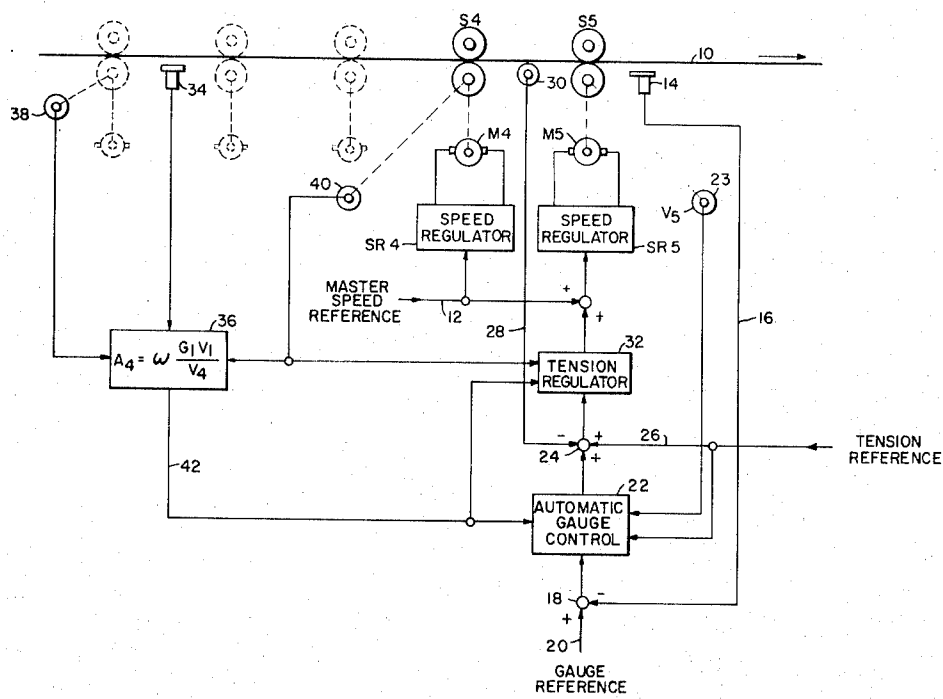 S4
S5
10
34
30
14
38
M4
M5
23
40
V5
SPEED
REGULATOR
SR 4
SPEED
REGULATOR
SR 5
MASTER
SPEED
REFERENCE
+
+
12
28
16
36
32
A4 = ω G1 V1 / V4
TENSION
REGULATOR
42
-
+
26
24
+
TENSION
REFERENCE
22
AUTOMATIC
GAUGE
CONTROL
18
-
+
20
GAUGE
REFERENCE